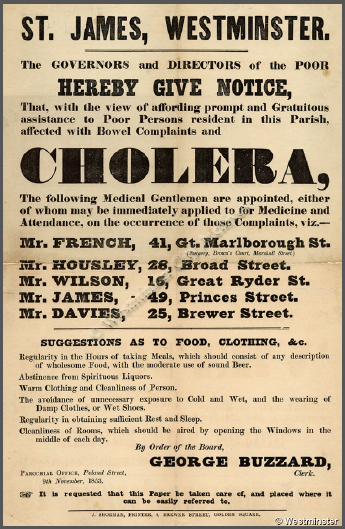 ST. JAMES, WESTMINSTER.
The GOVERNORS and DIRECTORS of the POOR
HEREBY GIVE NOTICE,
That, with the view of affording prompt and Gratuitous
assistance to Poor Persons resident in this Parish,
affected with Bowel Complaints and
CHOLERA,
The following Medical Gentlemen are appointed, either
of whom may be immediately applied to for Medicine and
Attendance, on the occurrence of those Complaints, viz.—
Mr. FRENCH, 41, Gt. Marlborough St.
(Surgery, Brown's Court, Marshall Street)
Mr. HOUSLEY, 28, Broad Street.
Mr. WILSON, 16, Great Ryder St.
Mr. JAMES, 49, Princes Street.
Mr. DAVIES, 25, Brewer Street.
SUGGESTIONS AS TO FOOD, CLOTHING, &c.
Regularity in the Hours of taking Meals, which should consist of any description
of wholesome Food, with the moderate use of sound Beer.
Abstinence from Spirituous Liquors.
Warm Clothing and Cleanliness of Person.
The avoidance of unnecessary exposure to Cold and Wet, and the wearing of
Damp Clothes, or Wet Shoes.
Regularity in obtaining sufficient Rest and Sleep.
Cleanliness of Rooms, which should be aired by opening the Windows in the
middle of each day.
By Order of the Board,
GEORGE BUZZARD,
Clerk.
PAROCHIAL OFFICE, Poland Street,
9th November, 1853.
It is requested that this Paper be taken care of, and placed where it
can be easily referred to.
PRINTER, 4, BREWER STREET, GOLDEN SQUARE.
© Westminster